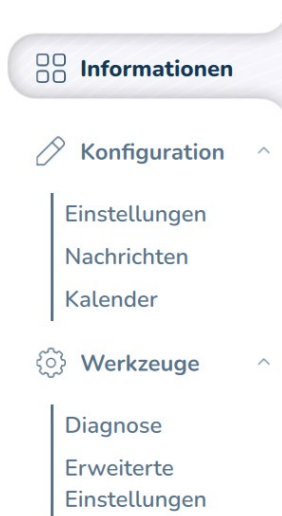 Informationen
Konfiguration
Einstellungen
Nachrichten
Kalender
Werkzeuge
Diagnose
Erweiterte
Einstellungen